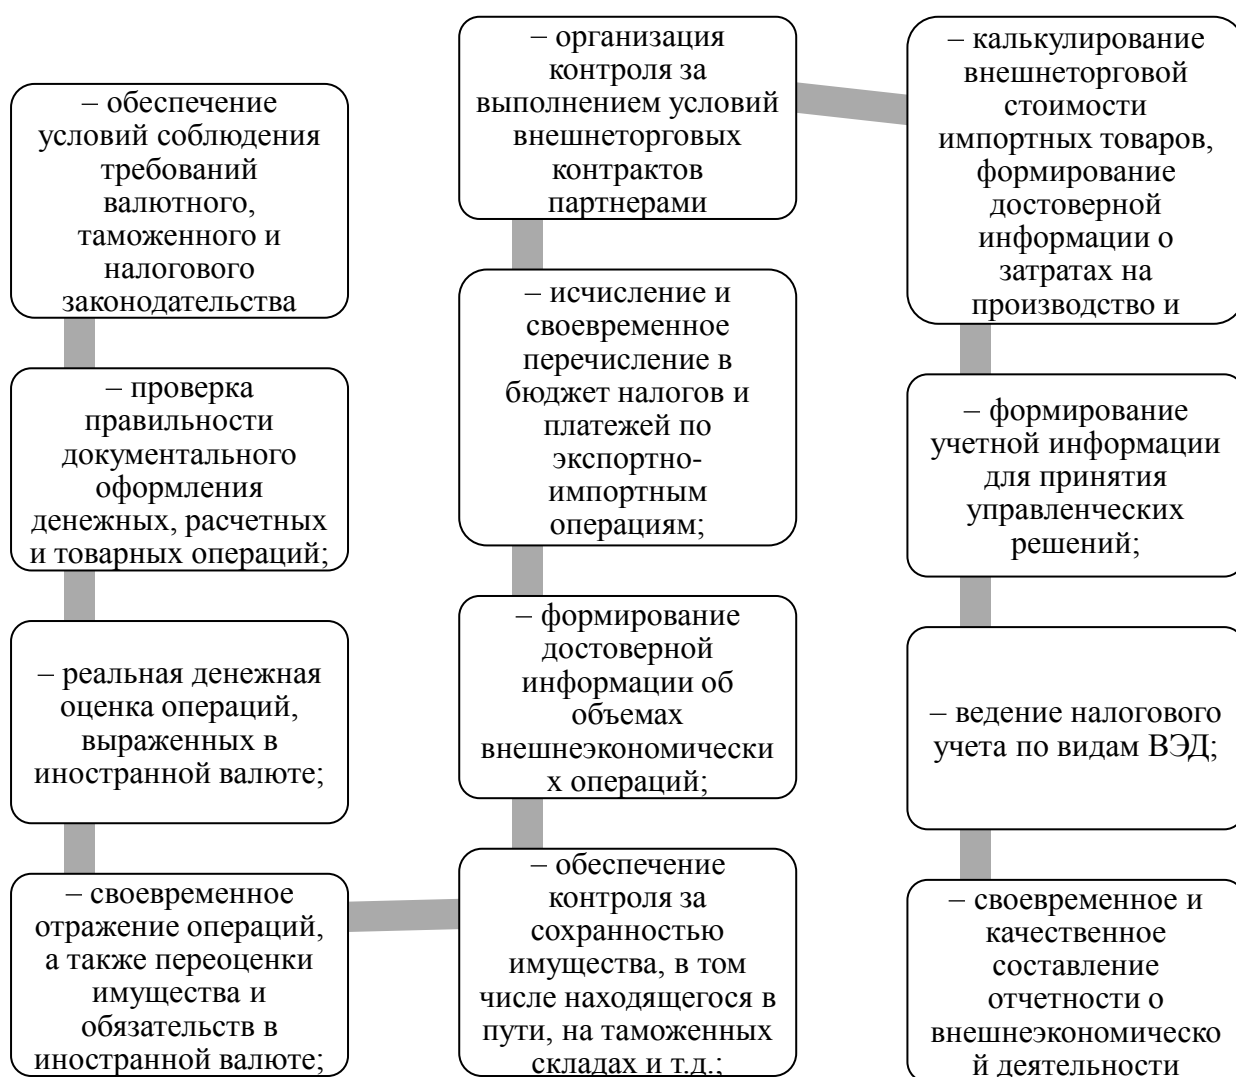 – обеспечение
условий соблюдения
требований
валютного,
таможенного и
налогового
законодательства
– проверка
правильности
документального
оформления
денежных, расчетных
и товарных операций;
– реальная денежная
оценка операций,
выраженных в
иностранной валюте;
– своевременное
отражение операций,
а также переоценки
имущества и
обязательств в
иностранной валюте;
– обеспечение
контроля за
сохранностью
имущества, в том
числе находящегося в
пути, на таможенных
складах и т.д.;
– формирование
достоверной
информации об
объемах
внешнеэкономически
х операций;
– исчисление и
своевременное
перечисление в
бюджет налогов и
платежей по
экспортно-
импортным
операциям;
– организация
контроля за
выполнением условий
внешнеторговых
контрактов
партнерами
– калькулирование
внешнеторговой
стоимости
импортных товаров,
формирование
достоверной
информации о
затратах на
производство и
– формирование
учетной информации
для принятия
управленческих
решений;
– ведение налогового
учета по видам ВЭД;
– своевременное и
качественное
составление
отчетности о
внешнеэкономическо
й деятельности